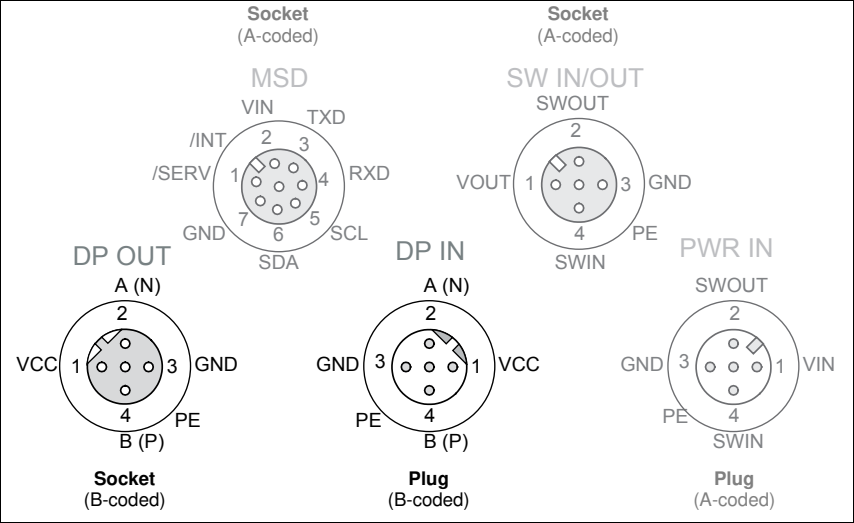 Socket
(A-coded)
MSD
VIN
TXD
/INT
/SERV
RXD
GND
SCL
SDA
1
2
3
4
5
6
7
Socket
(A-coded)
SW IN/OUT
SWOUT
2
VOUT
1
3
GND
4
PE
SWIN
DP OUT
A (N)
2
VCC
1
3
GND
4
PE
B (P)
Socket
(B-coded)
DP IN
A (N)
2
GND
3
1
VCC
PE
4
B (P)
Plug
(B-coded)
PWR IN
SWOUT
2
GND
3
1
VIN
PE
4
SWIN
Plug
(A-coded)